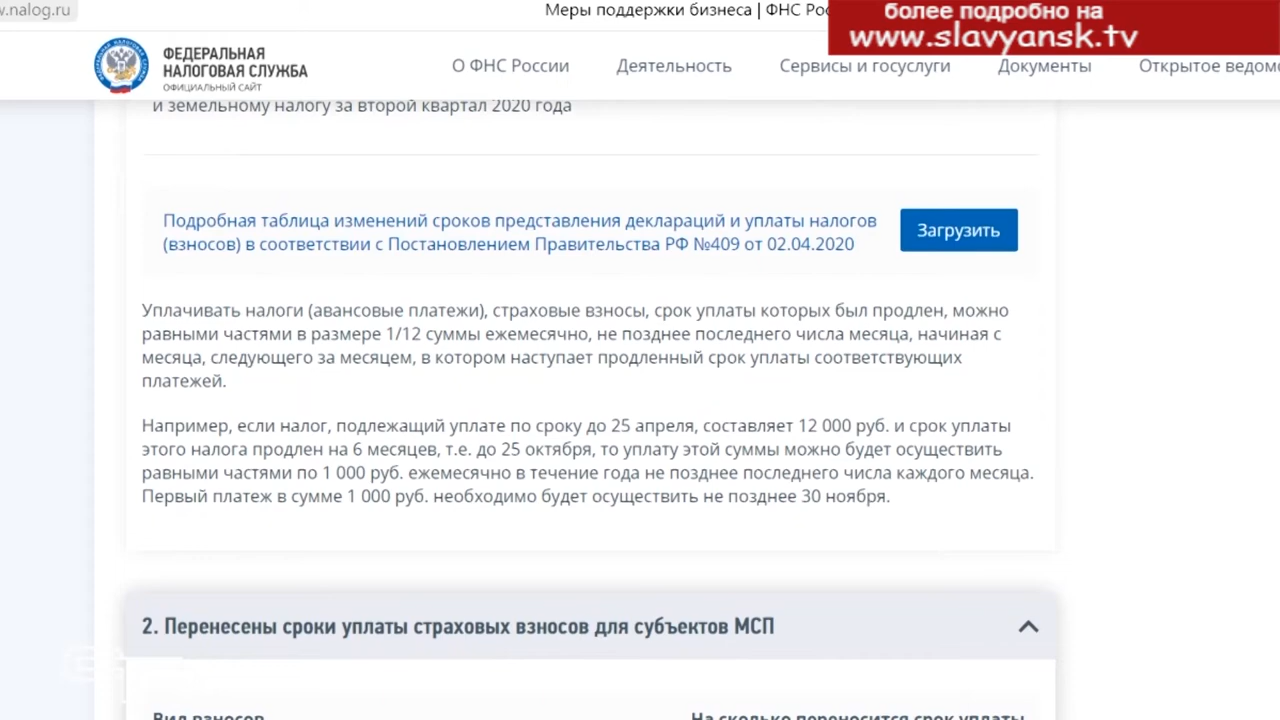 w.nalog.ru
Меры поддержки бизнеса | ФНС
более подробно на
www.slavyansk.tv
ФЕДЕРАЛЬНАЯ
НАЛОГОВАЯ СЛУЖБА
ОФИЦИАЛЬНЫЙ САЙТ
О ФНС России
Деятельность
Сервисы и госуслуги
Документы
Открытое ведом
и земельному налогу за второй квартал 2020 года
Подробная таблица изменений сроков представления деклараций и уплаты налогов
(взносов) в соответствии с Постановлением Правительства РФ №409 от 02.04.2020
Загрузить
Уплачивать налоги (авансовые платежи), страховые взносы, срок уплаты которых был продлен, можно
равными частями в размере 1/12 суммы ежемесячно, не позднее последнего числа месяца, начиная с
месяца, следующего за месяцем, в котором наступает продленный срок уплаты соответствующих
платежей.
Например, если налог, подлежащий уплате по сроку до 25 апреля, составляет 12 000 руб. и срок уплаты
этого налога продлен на 6 месяцев, т.е. до 25 октября, то уплату этой суммы можно будет осуществить
равными частями по 1 000 руб. ежемесячно в течение года не позднее последнего числа каждого месяца.
Первый платеж в сумме 1 000 руб. необходимо будет осуществить не позднее 30 ноября.
2. Перенесены сроки уплаты страховых взносов для субъектов МСП
Вид взносов
На сколько переносится срок уплаты